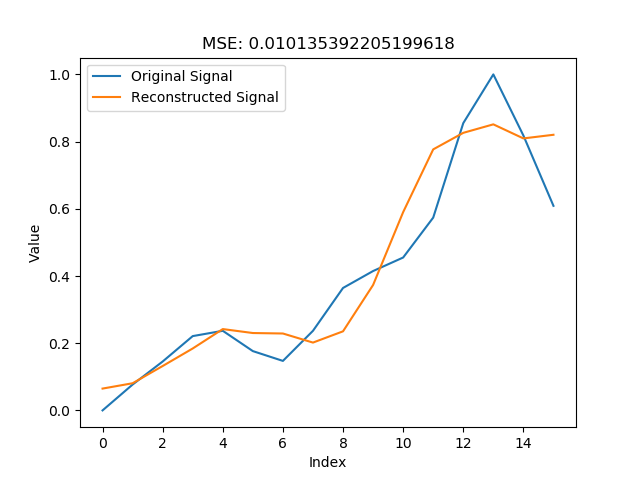 MSE: 0.010135392205199618
Original Signal
Reconstructed Signal
1.0
0.8
0.6
0.4
0.2
0.0
Value
0 2 4 6 8 10 12 14
Index